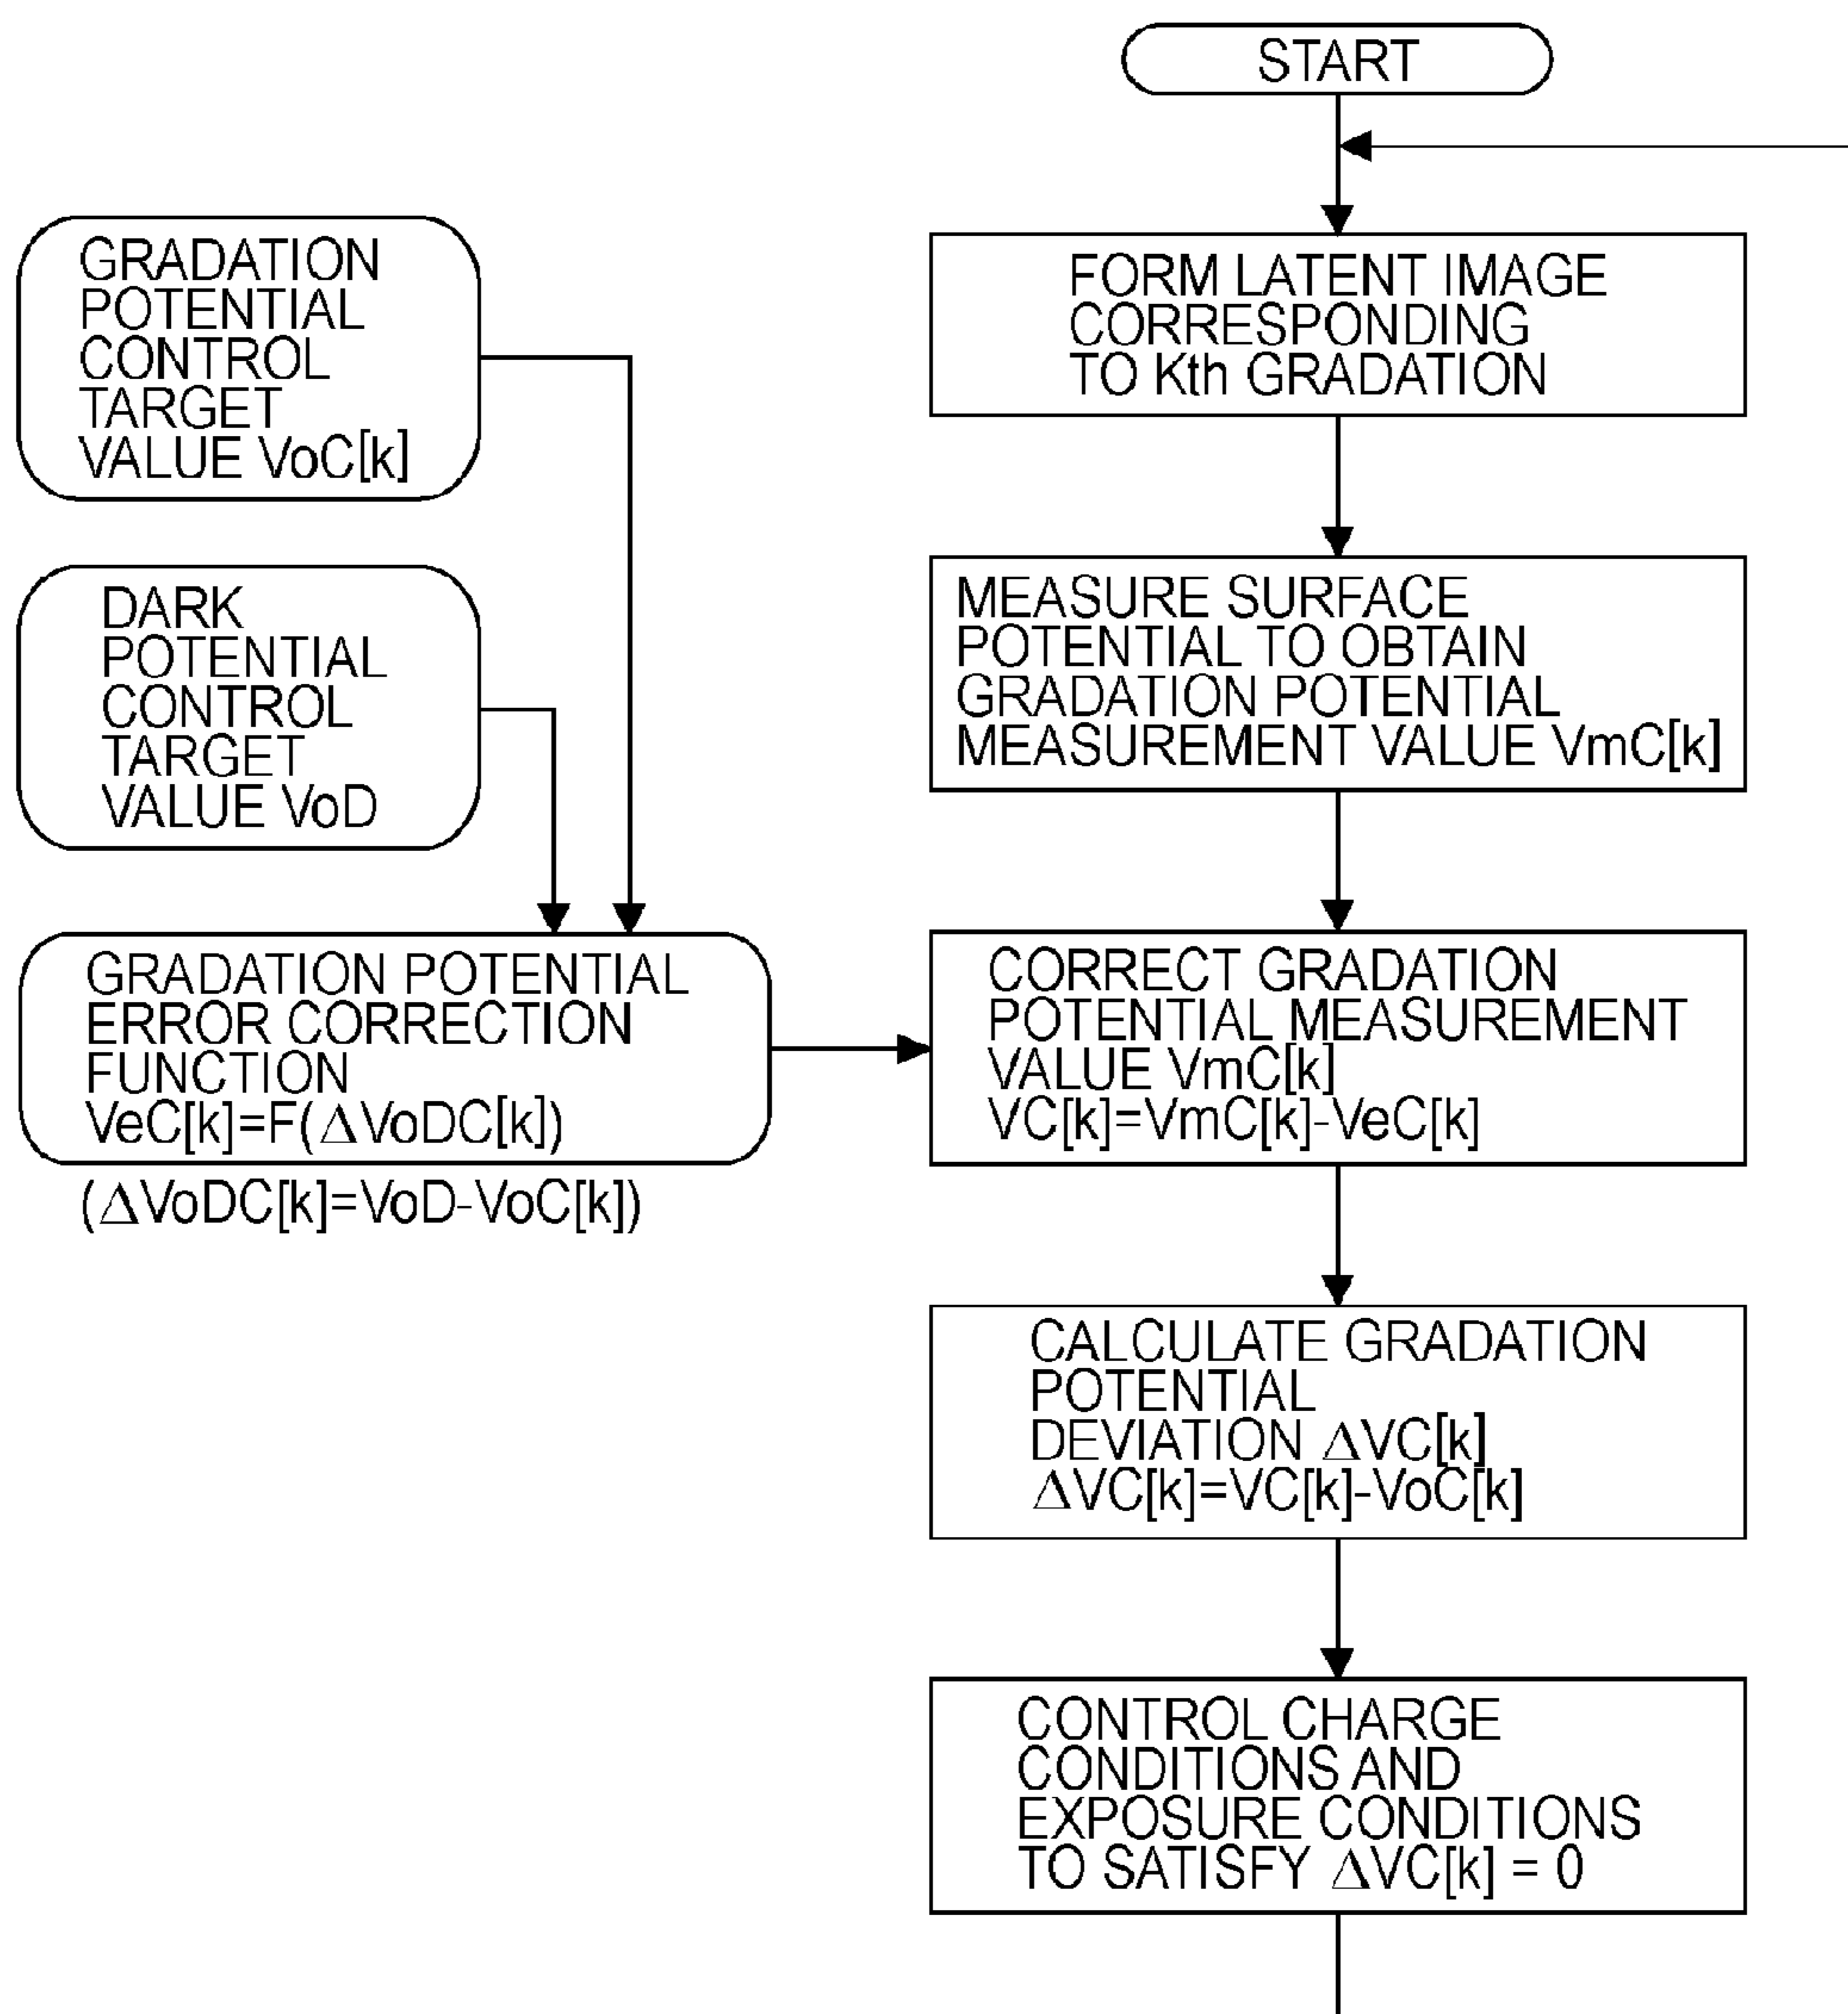 START
FORM LATENT IMAGE
CORRESPONDING
TO Kth GRADATION
GRADATION
POTENTIAL
CONTROL
TARGET
VALUE VoC[k]
MEASURE SURFACE
POTENTIAL TO OBTAIN
GRADATION POTENTIAL
MEASUREMENT VALUE VmC[k]
DARK
POTENTIAL
CONTROL
TARGET
VALUE VoD
GRADATION POTENTIAL
ERROR CORRECTION
FUNCTION
VeC[k]=F(ΔVoDC[k])
(ΔVoDC[k]=VoD-VoC[k])
CORRECT GRADATION
POTENTIAL MEASUREMENT
VALUE VmC[k]
VC[k]=VmC[k]-VeC[k]
CALCULATE GRADATION
POTENTIAL
DEVIATION ΔVC[k]
ΔVC[k]=VC[k]-VoC[k]
CONTROL CHARGE
CONDITIONS AND
EXPOSURE CONDITIONS
TO SATISFY ΔVC[k] = 0